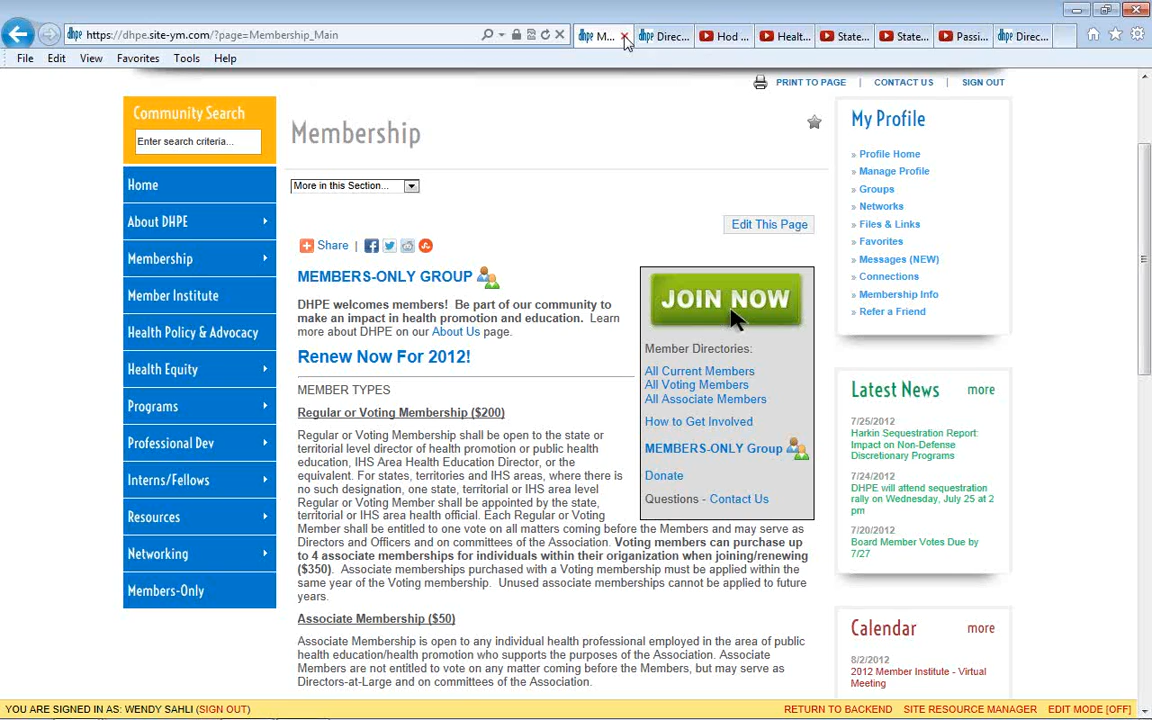 dhpe https://dhpe.site-ym.com/?page=Membership_Main
dhpe M... dhpe Direc... Hod ... Healt... State... State... Passi... dhpe Direc...
File Edit View Favorites Tools Help
PRINT TO PAGE | CONTACT US | SIGN OUT
Community Search
Enter search criteria...
Home
About DHPE
Membership
Member Institute
Health Policy & Advocacy
Health Equity
Programs
Professional Dev
Interns/Fellows
Resources
Networking
Members-Only
Membership
More in this Section...
Edit This Page
Share |
MEMBERS-ONLY GROUP
DHPE welcomes members! Be part of our community to
make an impact in health promotion and education. Learn
more about DHPE on our About Us page.
Renew Now For 2012!
MEMBER TYPES
Regular or Voting Membership ($200)
Regular or Voting Membership shall be open to the state or
territorial level director of health promotion or public health
education, IHS Area Health Education Director, or the
equivalent. For states, territories and IHS areas, where there is
no such designation, one state, territorial or IHS area level
Regular or Voting Member shall be appointed by the state,
territorial or IHS area health official. Each Regular or Voting
Member shall be entitled to one vote on all matters coming before the Members and may serve as
Directors and Officers and on committees of the Association. Voting members can purchase up
to 4 associate memberships for individuals within their origanization when joining/renewing
($350). Associate memberships purchased with a Voting membership must be applied within the
same year of the Voting membership. Unused associate memberships cannot be applied to future
years.
Associate Membership ($50)
Associate Membership is open to any individual health professional employed in the area of public
health education/health promotion who supports the purposes of the Association. Associate
Members are not entitled to vote on any matter coming before the Members, but may serve as
Directors-at-Large and on committees of the Association.
JOIN NOW
Member Directories:
All Current Members
All Voting Members
All Associate Members
How to Get Involved
MEMBERS-ONLY Group
Donate
Questions - Contact Us
My Profile
» Profile Home
» Manage Profile
» Groups
» Networks
» Files & Links
» Favorites
» Messages (NEW)
» Connections
» Membership Info
» Refer a Friend
Latest News more
7/25/2012
Harkin Sequestration Report:
Impact on Non-Defense
Discretionary Programs
7/24/2012
DHPE will attend sequestration
rally on Wednesday, July 25 at 2
pm
7/20/2012
Board Member Votes Due by
7/27
Calendar more
8/2/2012
2012 Member Institute - Virtual
Meeting
YOU ARE SIGNED IN AS: WENDY SAHLI (SIGN OUT) RETURN TO BACKEND SITE RESOURCE MANAGER EDIT MODE [OFF]